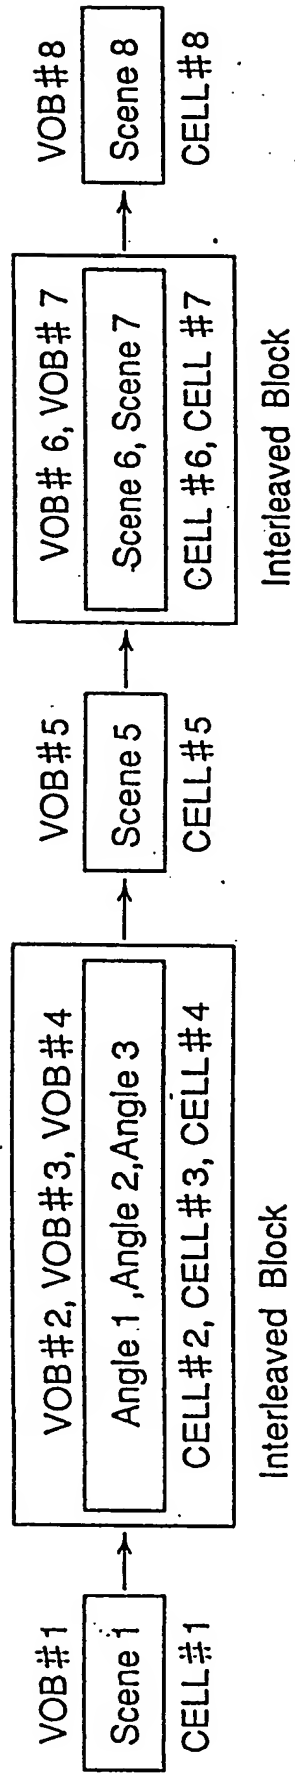 VOB#1
Scene 1
CELL#1
VOB#2, VOB#3, VOB#4
Angle 1 ,Angle 2,Angle 3
CELL#2, CELL#3, CELL#4
Interleaved Block
VOB#5
Scene 5
CELL#5
VOB# 6, VOB# 7
Scene 6, Scene 7
CELL #6, CELL #7
Interleaved Block
VOB#8
Scene 8
CELL#8